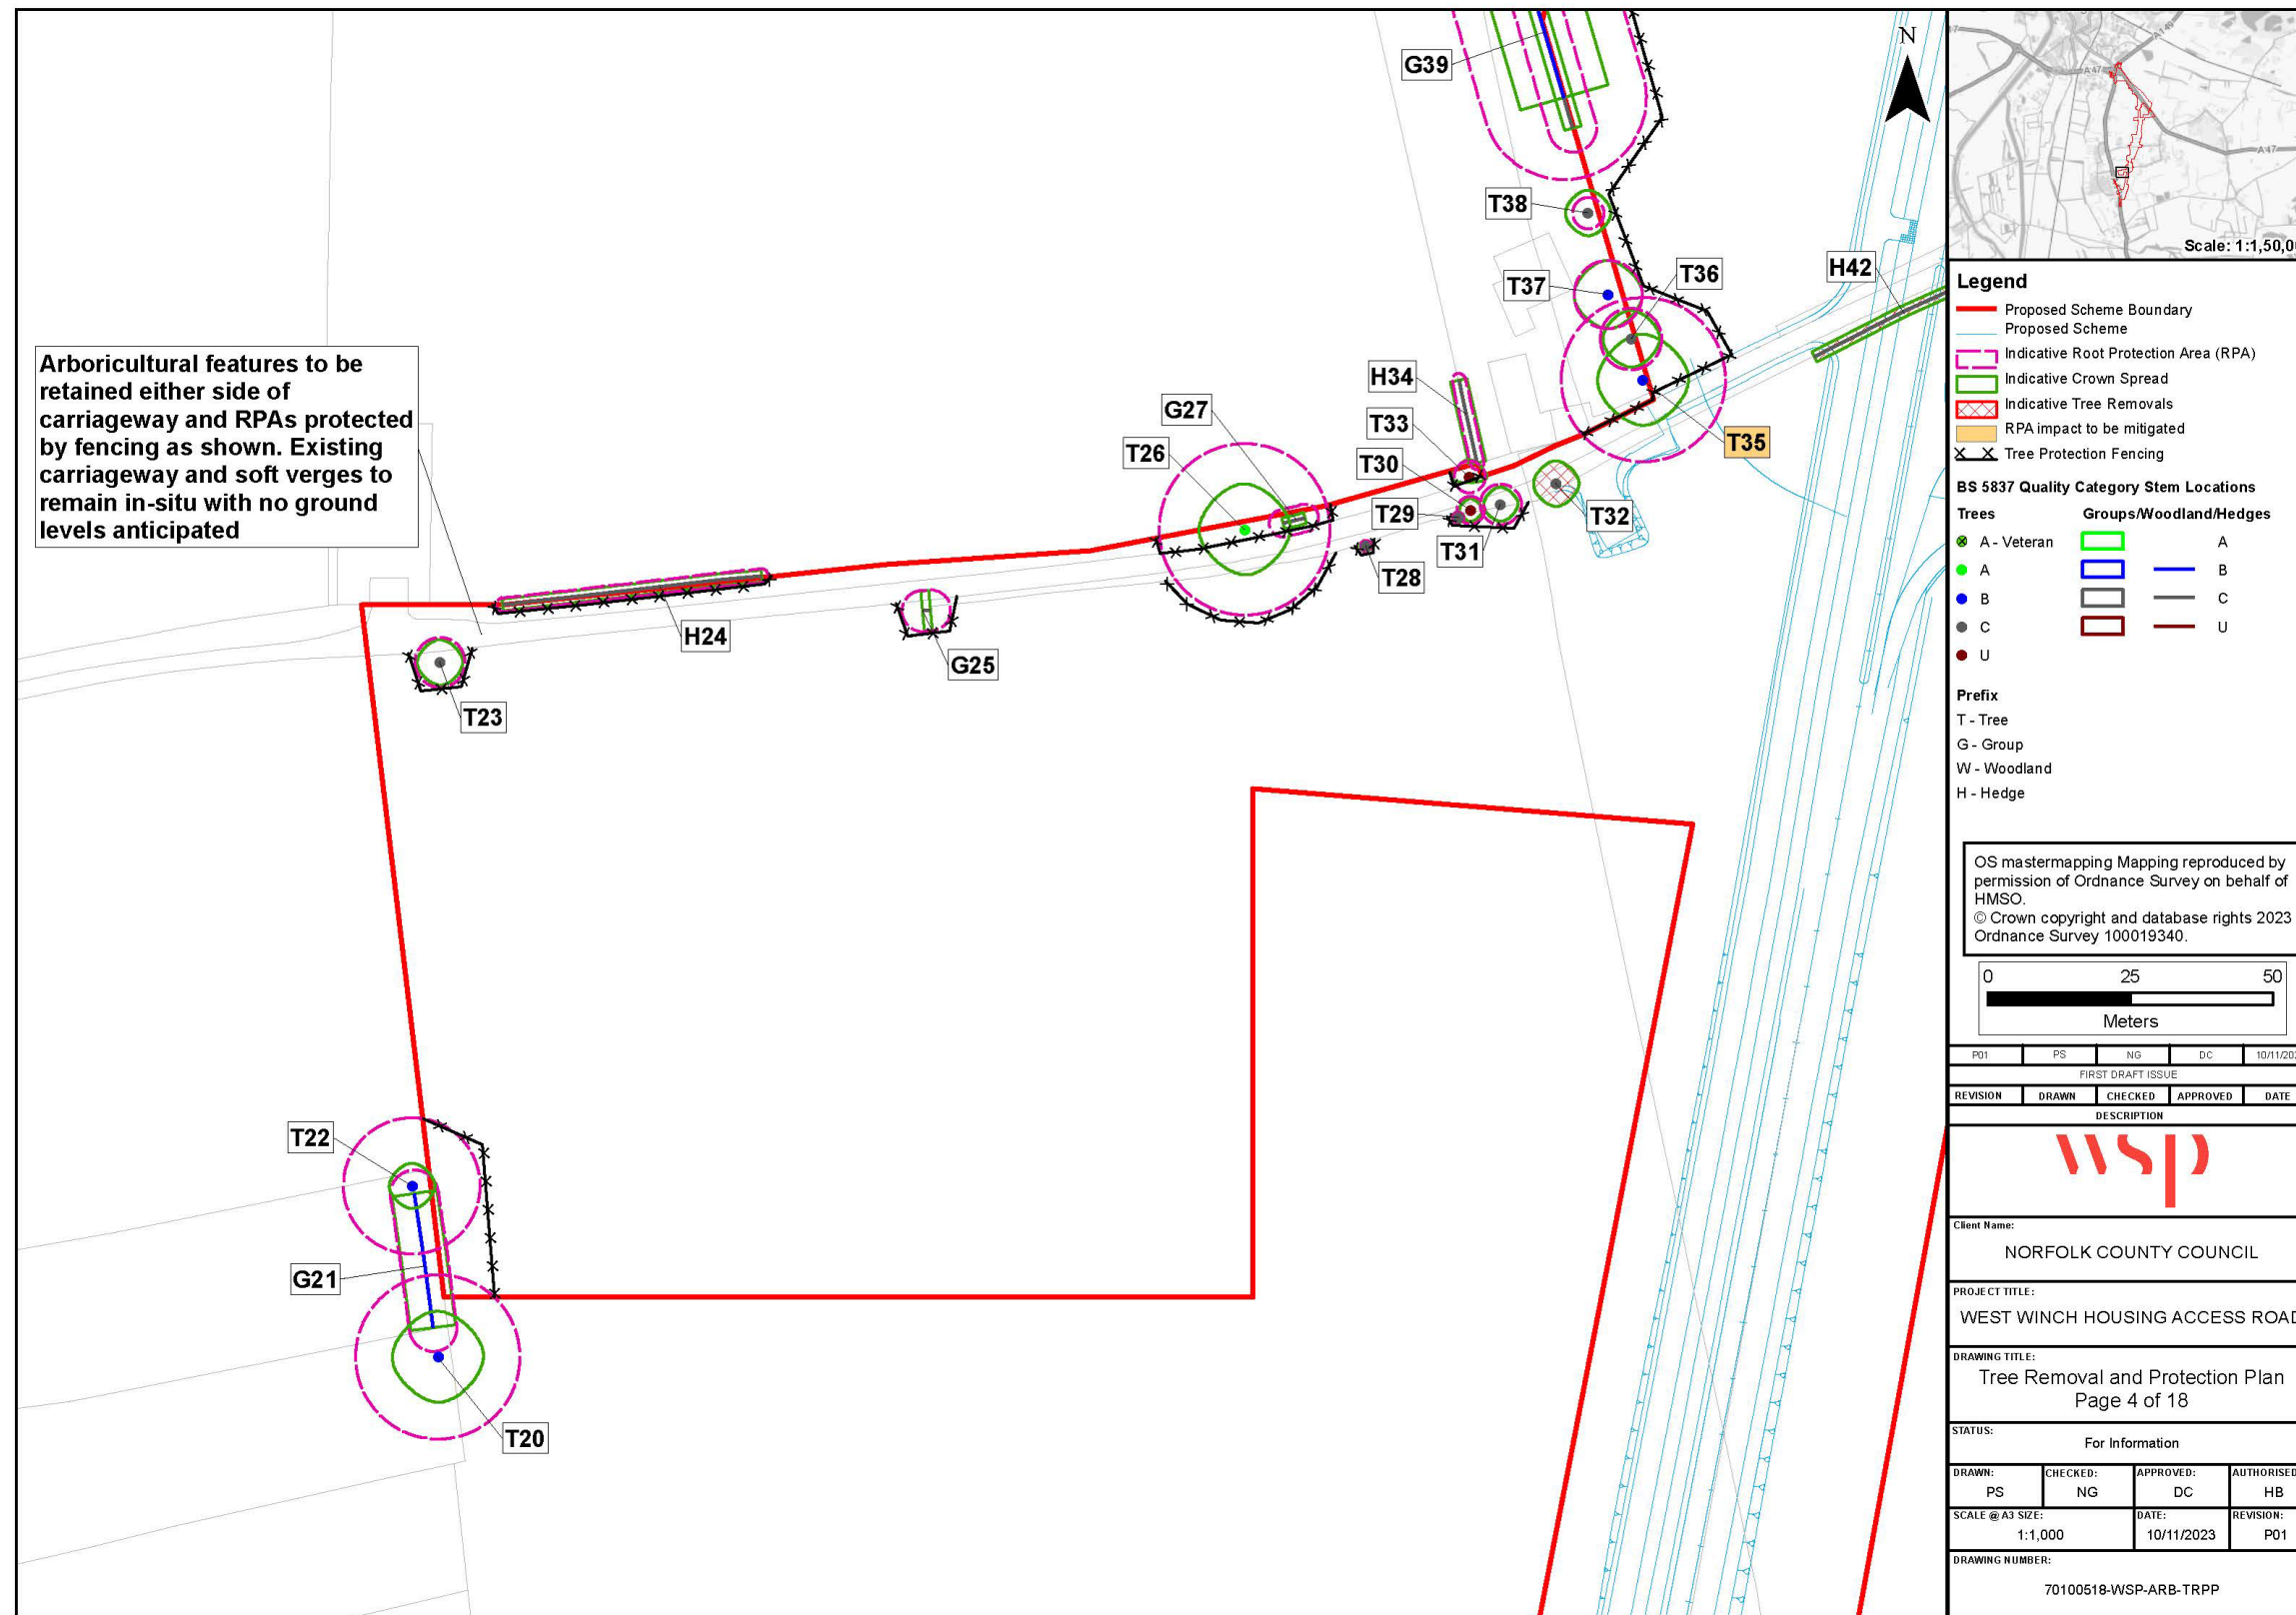 G39
N
T38
T37
T36
H42
Arboricultural features to be
retained either side of
carriageway and RPAs protected
by fencing as shown. Existing
carriageway and soft verges to
remain in-situ with no ground
levels anticipated
H34
G27
T33
T26
T30
T35
T29
T32
T31
T28
H24
G25
T23
T22
G21
T20
A149
A47
A47
Scale: 1:1,50,0
Legend
Proposed Scheme Boundary
Proposed Scheme
Indicative Root Protection Area (RPA)
Indicative Crown Spread
Indicative Tree Removals
RPA impact to be mitigated
Tree Protection Fencing
BS 5837 Quality Category Stem Locations
Trees Groups/Woodland/Hedges
A - Veteran A
A B
B C
C U
U
Prefix
T - Tree
G - Group
W - Woodland
H - Hedge
OS mastermapping Mapping reproduced by
permission of Ordnance Survey on behalf of
HMSO.
© Crown copyright and database rights 2023
Ordnance Survey 100019340.
0 25 50
Meters
P01 PS NG DC 10/11/202
FIRST DRAFT ISSUE
REVISION DRAWN CHECKED APPROVED DATE
DESCRIPTION
wsp
Client Name:
NORFOLK COUNTY COUNCIL
PROJECT TITLE:
WEST WINCH HOUSING ACCESS ROAD
DRAWING TITLE:
Tree Removal and Protection Plan
Page 4 of 18
STATUS:
For Information
DRAWN: CHECKED: APPROVED: AUTHORISED
PS NG DC HB
SCALE @ A3 SIZE: DATE: REVISION:
1:1,000 10/11/2023 P01
DRAWING NUMBER:
70100518-WSP-ARB-TRPP